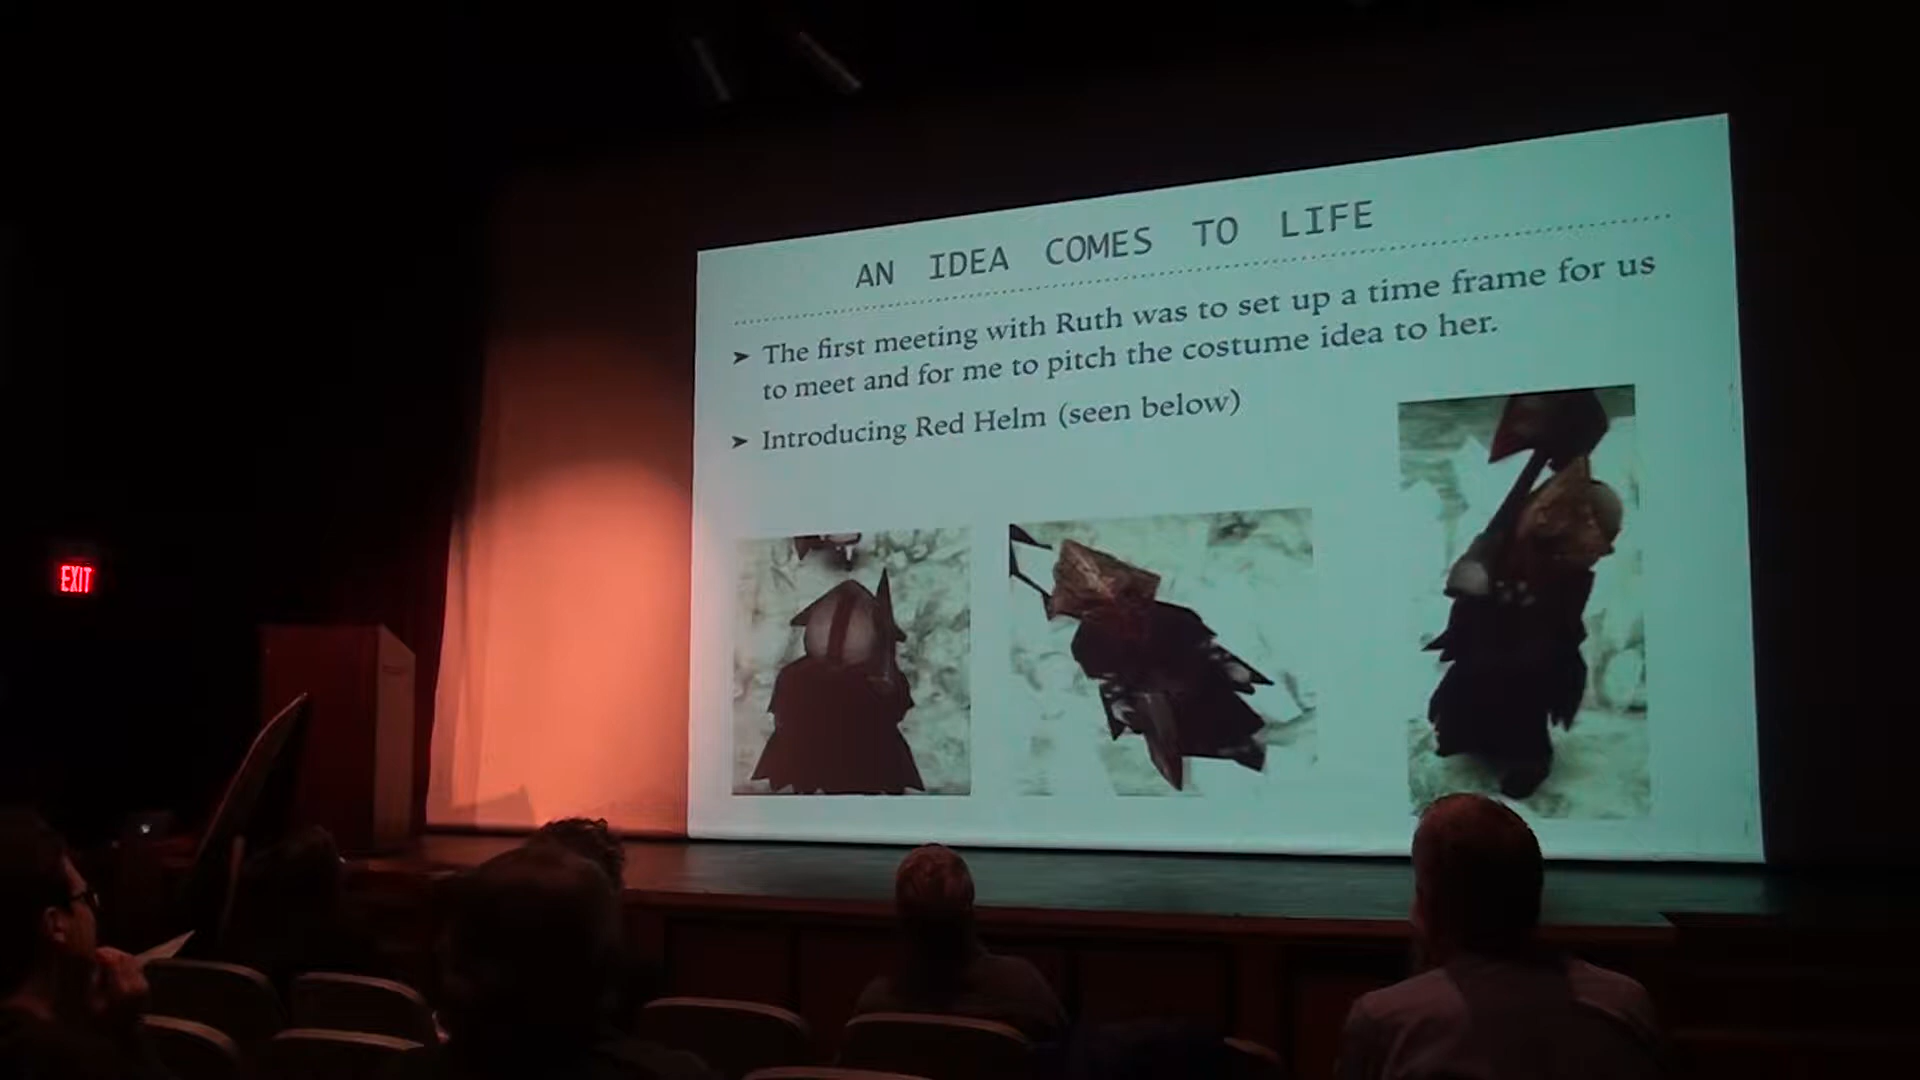 AN IDEA COMES TO LIFE
➤ The first meeting with Ruth was to set up a time frame for us
to meet and for me to pitch the costume idea to her.
➤ Introducing Red Helm (seen below)
EXIT